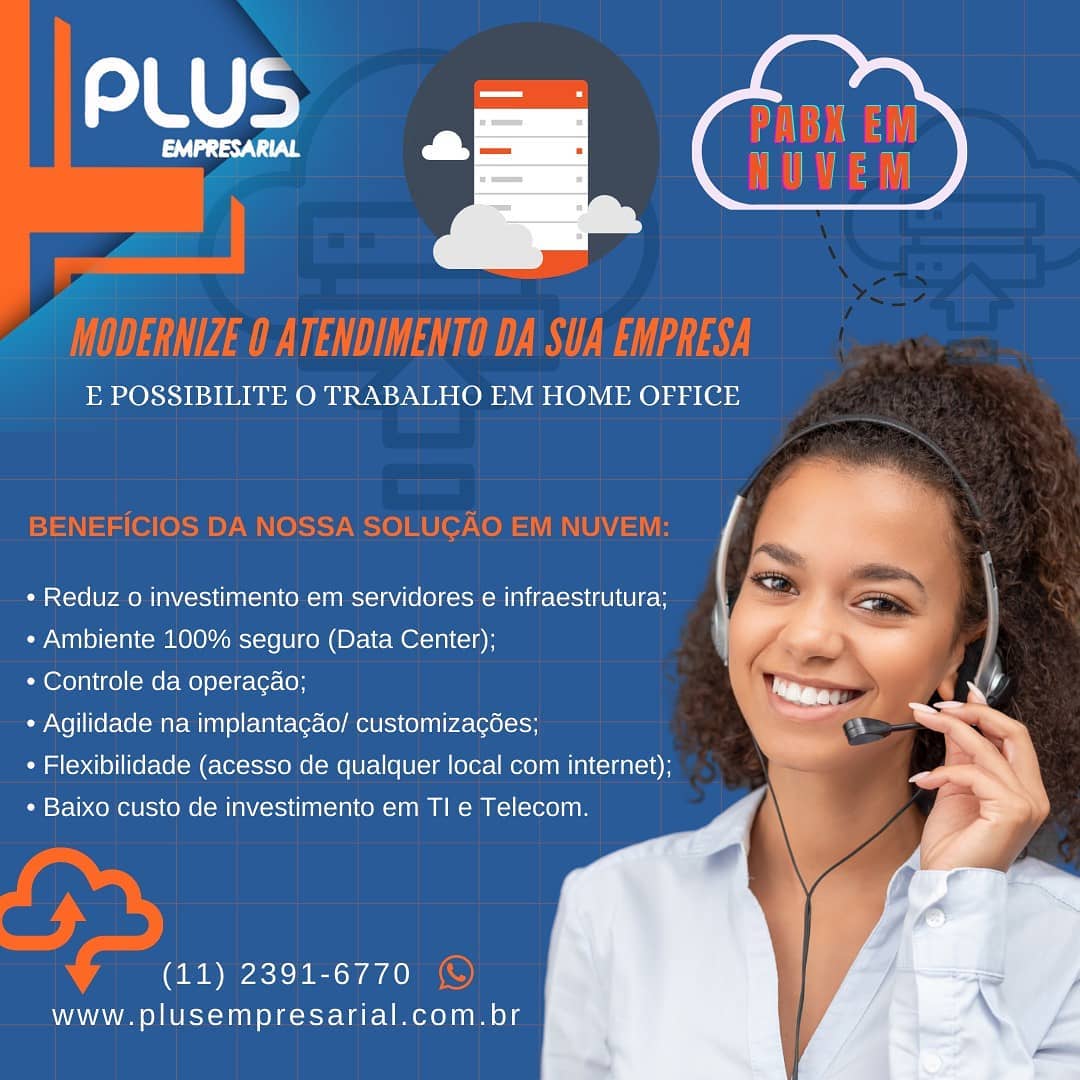 PLUS
EMPRESARIAL
PABX EM
NUVEM
MODERNIZE O ATENDIMENTO DA SUA EMPRESA
E POSSIBILITE O TRABALHO EM HOME OFFICE
BENEFÍCIOS DA NOSSA SOLUÇÃO EM NUVEM:
• Reduz o investimento em servidores e infraestrutura;
• Ambiente 100% seguro (Data Center);
• Controle da operação;
• Agilidade na implantação/ customizações;
• Flexibilidade (acesso de qualquer local com internet);
• Baixo custo de investimento em TI e Telecom.
(11) 2391-6770
www.plusempresarial.com.br